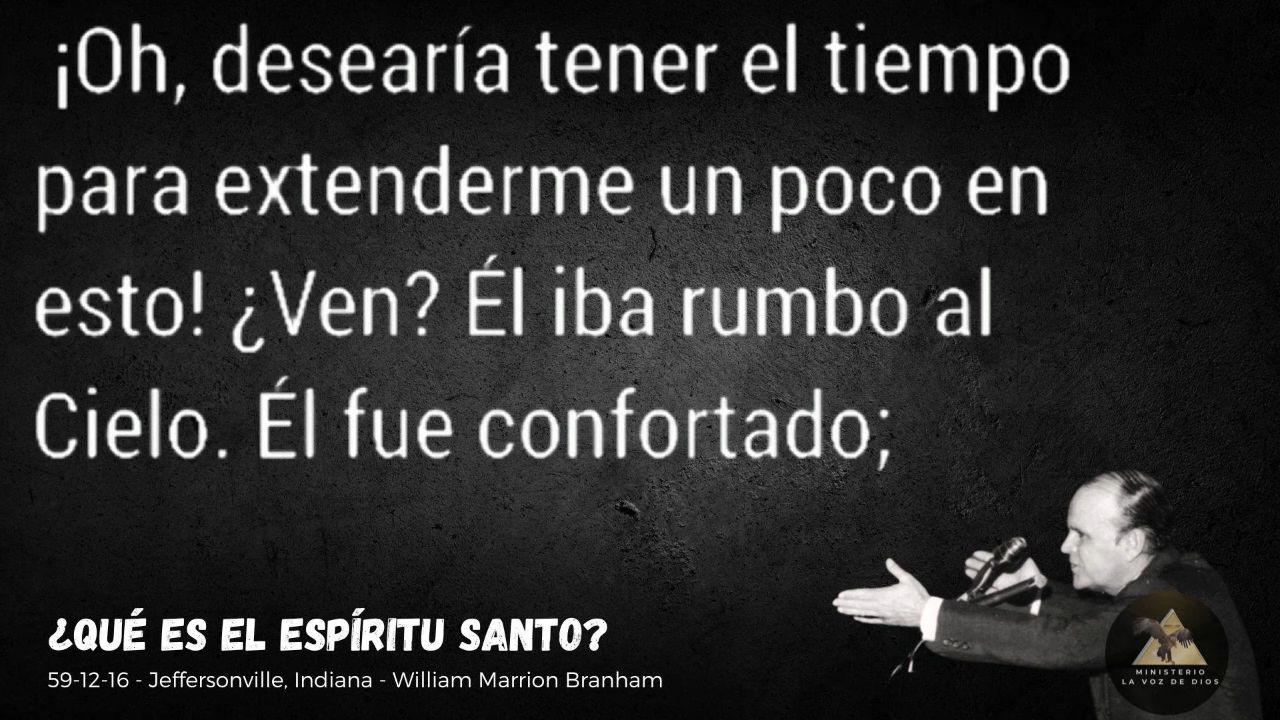 ¡Oh, desearía tener el tiempo
para extenderme un poco en
esto! ¿Ven? Él iba rumbo al
Cielo. Él fue confortado;
¿QUÉ ES EL ESPÍRITU SANTO?
59-12-16 - Jeffersonville, Indiana - William Marrion Branham
MINISTERIO
LA VOZ DE DIOS